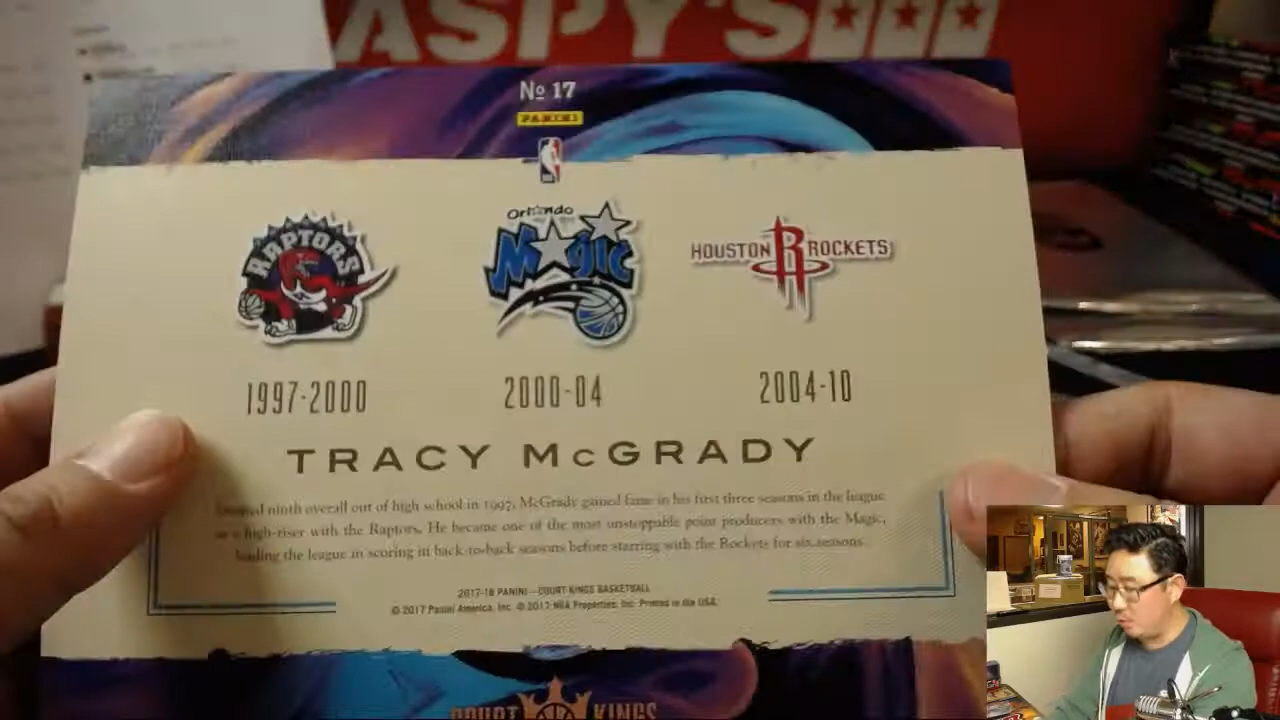 ASPY'S
No 17
PANINI
RAPTORS
Orlando
Magic
HOUSTON R ROCKETS
1997-2000
2000-04
2004-10
TRACY McGRADY
ninth overall out of high school in 1997, McGrady gained fame in his first three seasons in the league
high-riser with the Raptors. He became one of the most unstoppable point producers with the Magic,
leading the league in scoring in back-to-back seasons before starring with the Rockets for six seasons.
2017-18 PANINI – COURT KINGS BASKETBALL
© 2017 Panini America, Inc. © 2017 NBA Properties, Inc. Printed in the USA.
COURT KINGS